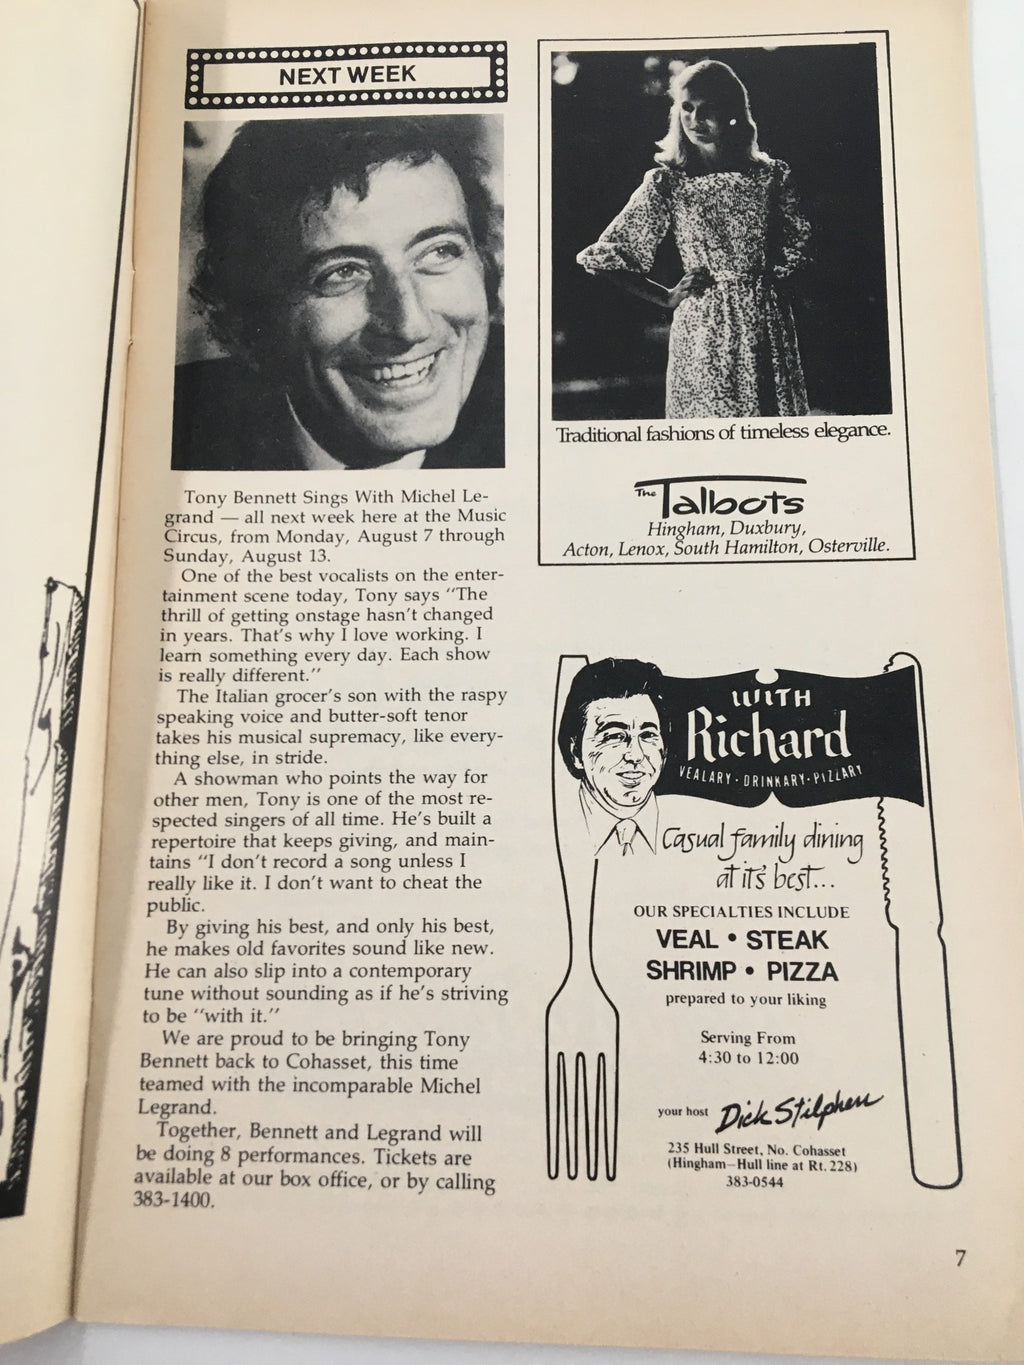 NEXT WEEK
Tony Bennett Sings With Michel Le-
grand — all next week here at the Music
Circus, from Monday, August 7 through
Sunday, August 13.
One of the best vocalists on the enter-
tainment scene today, Tony says "The
thrill of getting onstage hasn't changed
in years. That's why I love working. I
learn something every day. Each show
is really different."
The Italian grocer's son with the raspy
speaking voice and butter-soft tenor
takes his musical supremacy, like every-
thing else, in stride.
A showman who points the way for
other men, Tony is one of the most re-
spected singers of all time. He's built a
repertoire that keeps giving, and main-
tains "I don't record a song unless I
really like it. I don't want to cheat the
public.
By giving his best, and only his best,
he makes old favorites sound like new.
He can also slip into a contemporary
tune without sounding as if he's striving
to be "with it."
We are proud to be bringing Tony
Bennett back to Cohasset, this time
teamed with the incomparable Michel
Legrand.
Together, Bennett and Legrand will
be doing 8 performances. Tickets are
available at our box office, or by calling
383-1400.
Traditional fashions of timeless elegance.
The Talbots
Hingham, Duxbury,
Acton, Lenox, South Hamilton, Osterville.
WITH
Richard
VEALARY · DRINKARY · PIZZARY
Casual family dining
at it's best...
OUR SPECIALTIES INCLUDE
VEAL • STEAK
SHRIMP • PIZZA
prepared to your liking
Serving From
4:30 to 12:00
your host Dick Stilphen
235 Hull Street, No. Cohasset
(Hingham—Hull line at Rt. 228)
383-0544
7